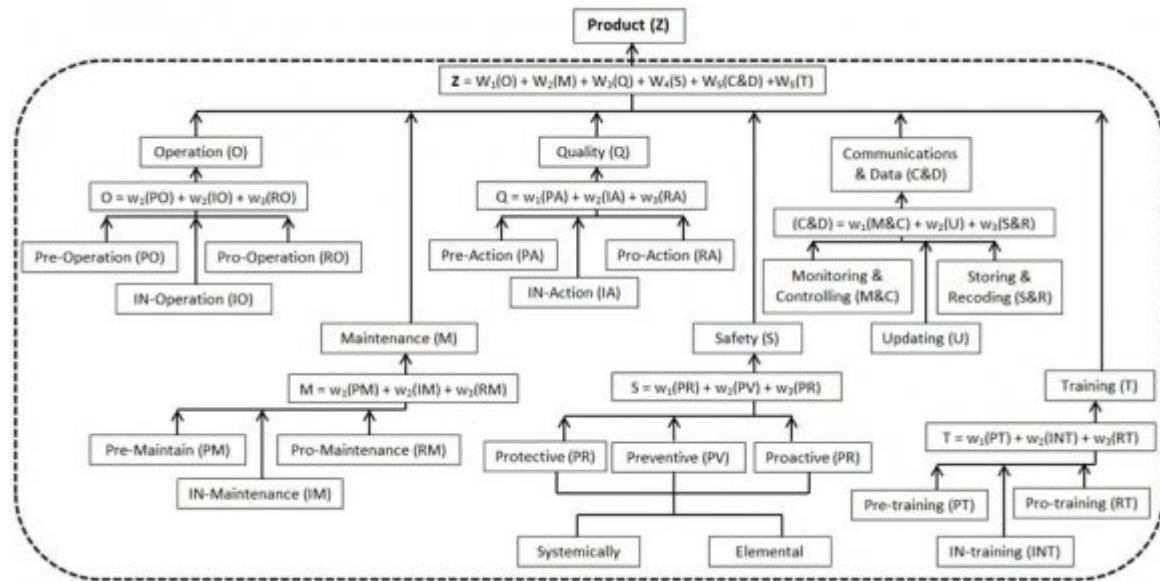 Product (Z)
Z = W₁(O) + W₂(M) + W₃(Q) + W₄(S) + W₅(C&D) +W₅(T)
Operation (O)
Quality (Q)
Communications
& Data (C&D)
O = w₁(PO) + w₂(IO) + w₃(RO)
Q = w₁(PA) + w₂(IA) + w₃(RA)
(C&D) = w₁(M&C) + w₂(U) + w₃(S&R)
Pre-Operation (PO)
Pro-Operation (RO)
Pre-Action (PA)
Pro-Action (RA)
Monitoring &
Controlling (M&C)
Storing &
Recoding (S&R)
IN-Operation (IO)
IN-Action (IA)
Maintenance (M)
Safety (S)
Updating (U)
M = w₁(PM) + w₂(IM) + w₃(RM)
S = w₁(PR) + w₂(PV) + w₃(PR)
Training (T)
Pre-Maintain (PM)
Pro-Maintenance (RM)
Protective (PR)
Preventive (PV)
Proactive (PR)
T = w₁(PT) + w₂(INT) + w₃(RT)
IN-Maintenance (IM)
Pre-training (PT)
Pro-training (RT)
Systemically
Elemental
IN-training (INT)